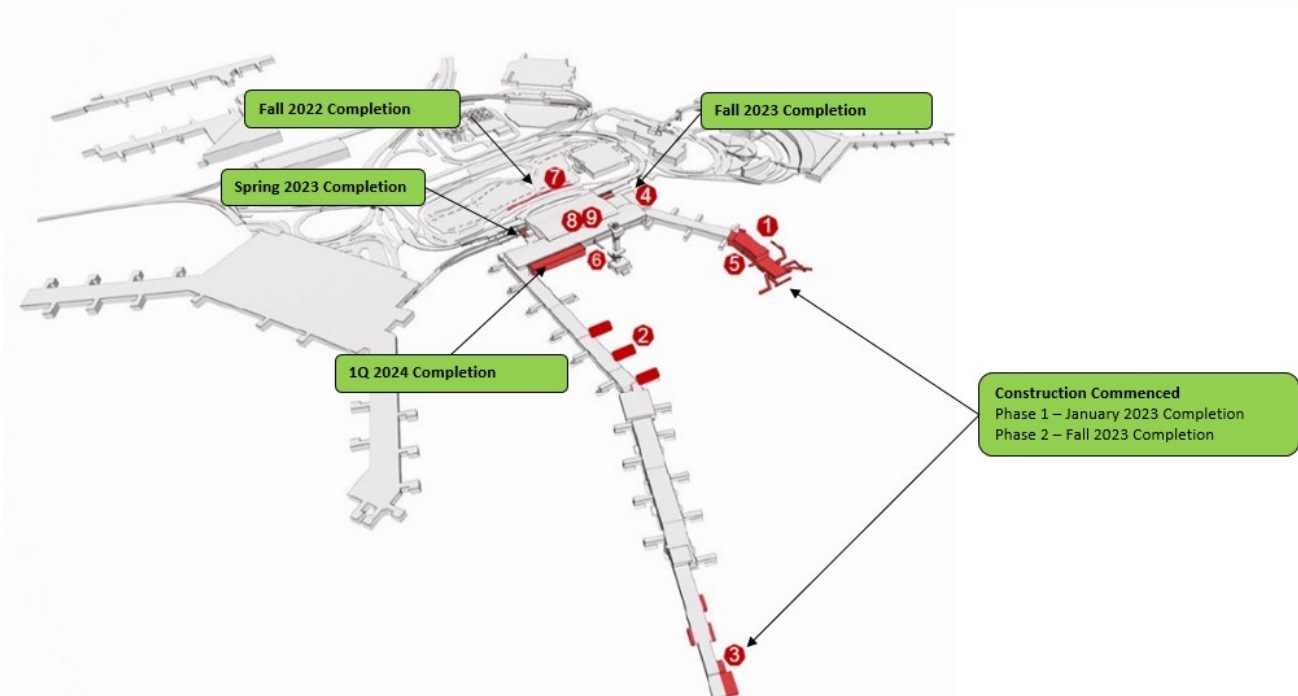 Fall 2022 Completion
Fall 2023 Completion
7
Spring 2023 Completion
4
8 9
1
5
6
2
1Q 2024 Completion
Construction Commenced
Phase 1 – January 2023 Completion
Phase 2 – Fall 2023 Completion
3